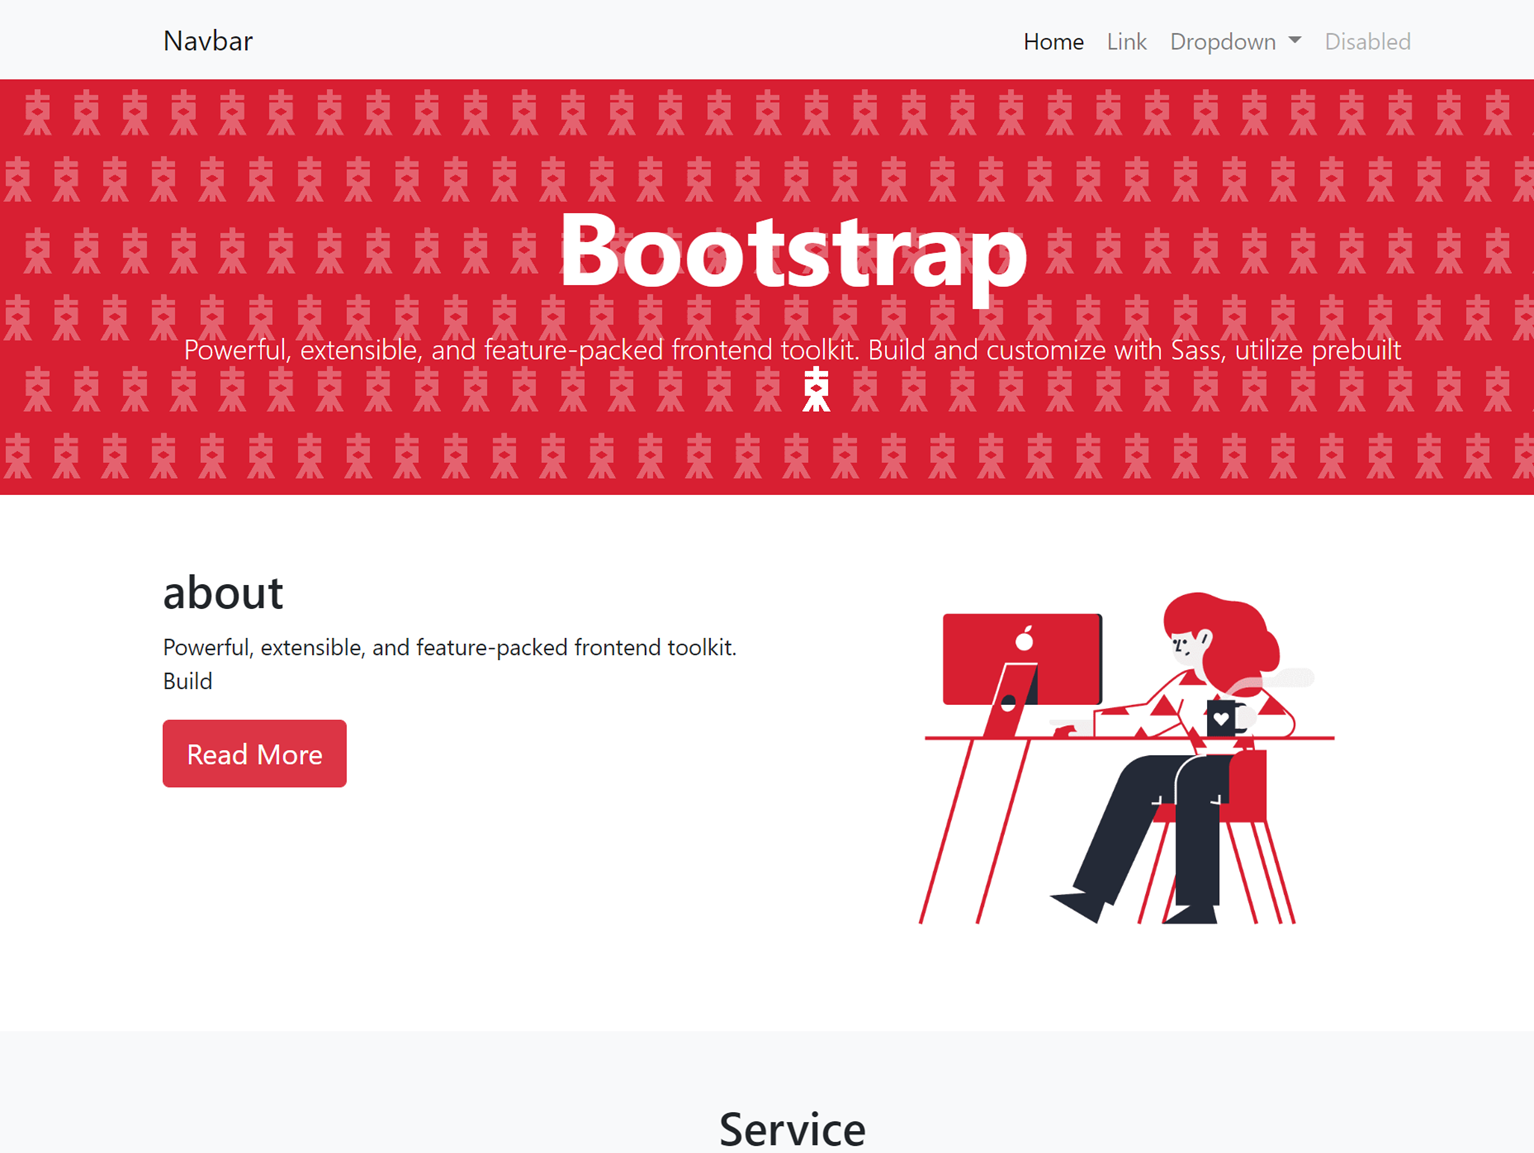 Navbar
Home Link Dropdown Disabled
Bootstrap
Powerful, extensible, and feature-packed frontend toolkit. Build and customize with Sass, utilize prebuilt
about
Powerful, extensible, and feature-packed frontend toolkit.
Build
Read More
Service